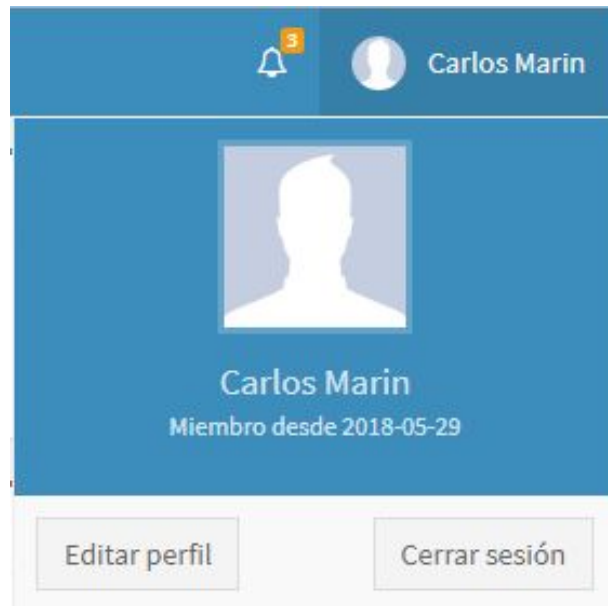 3
Carlos Marin
Carlos Marin
Miembro desde 2018-05-29
Editar perfil
Cerrar sesión